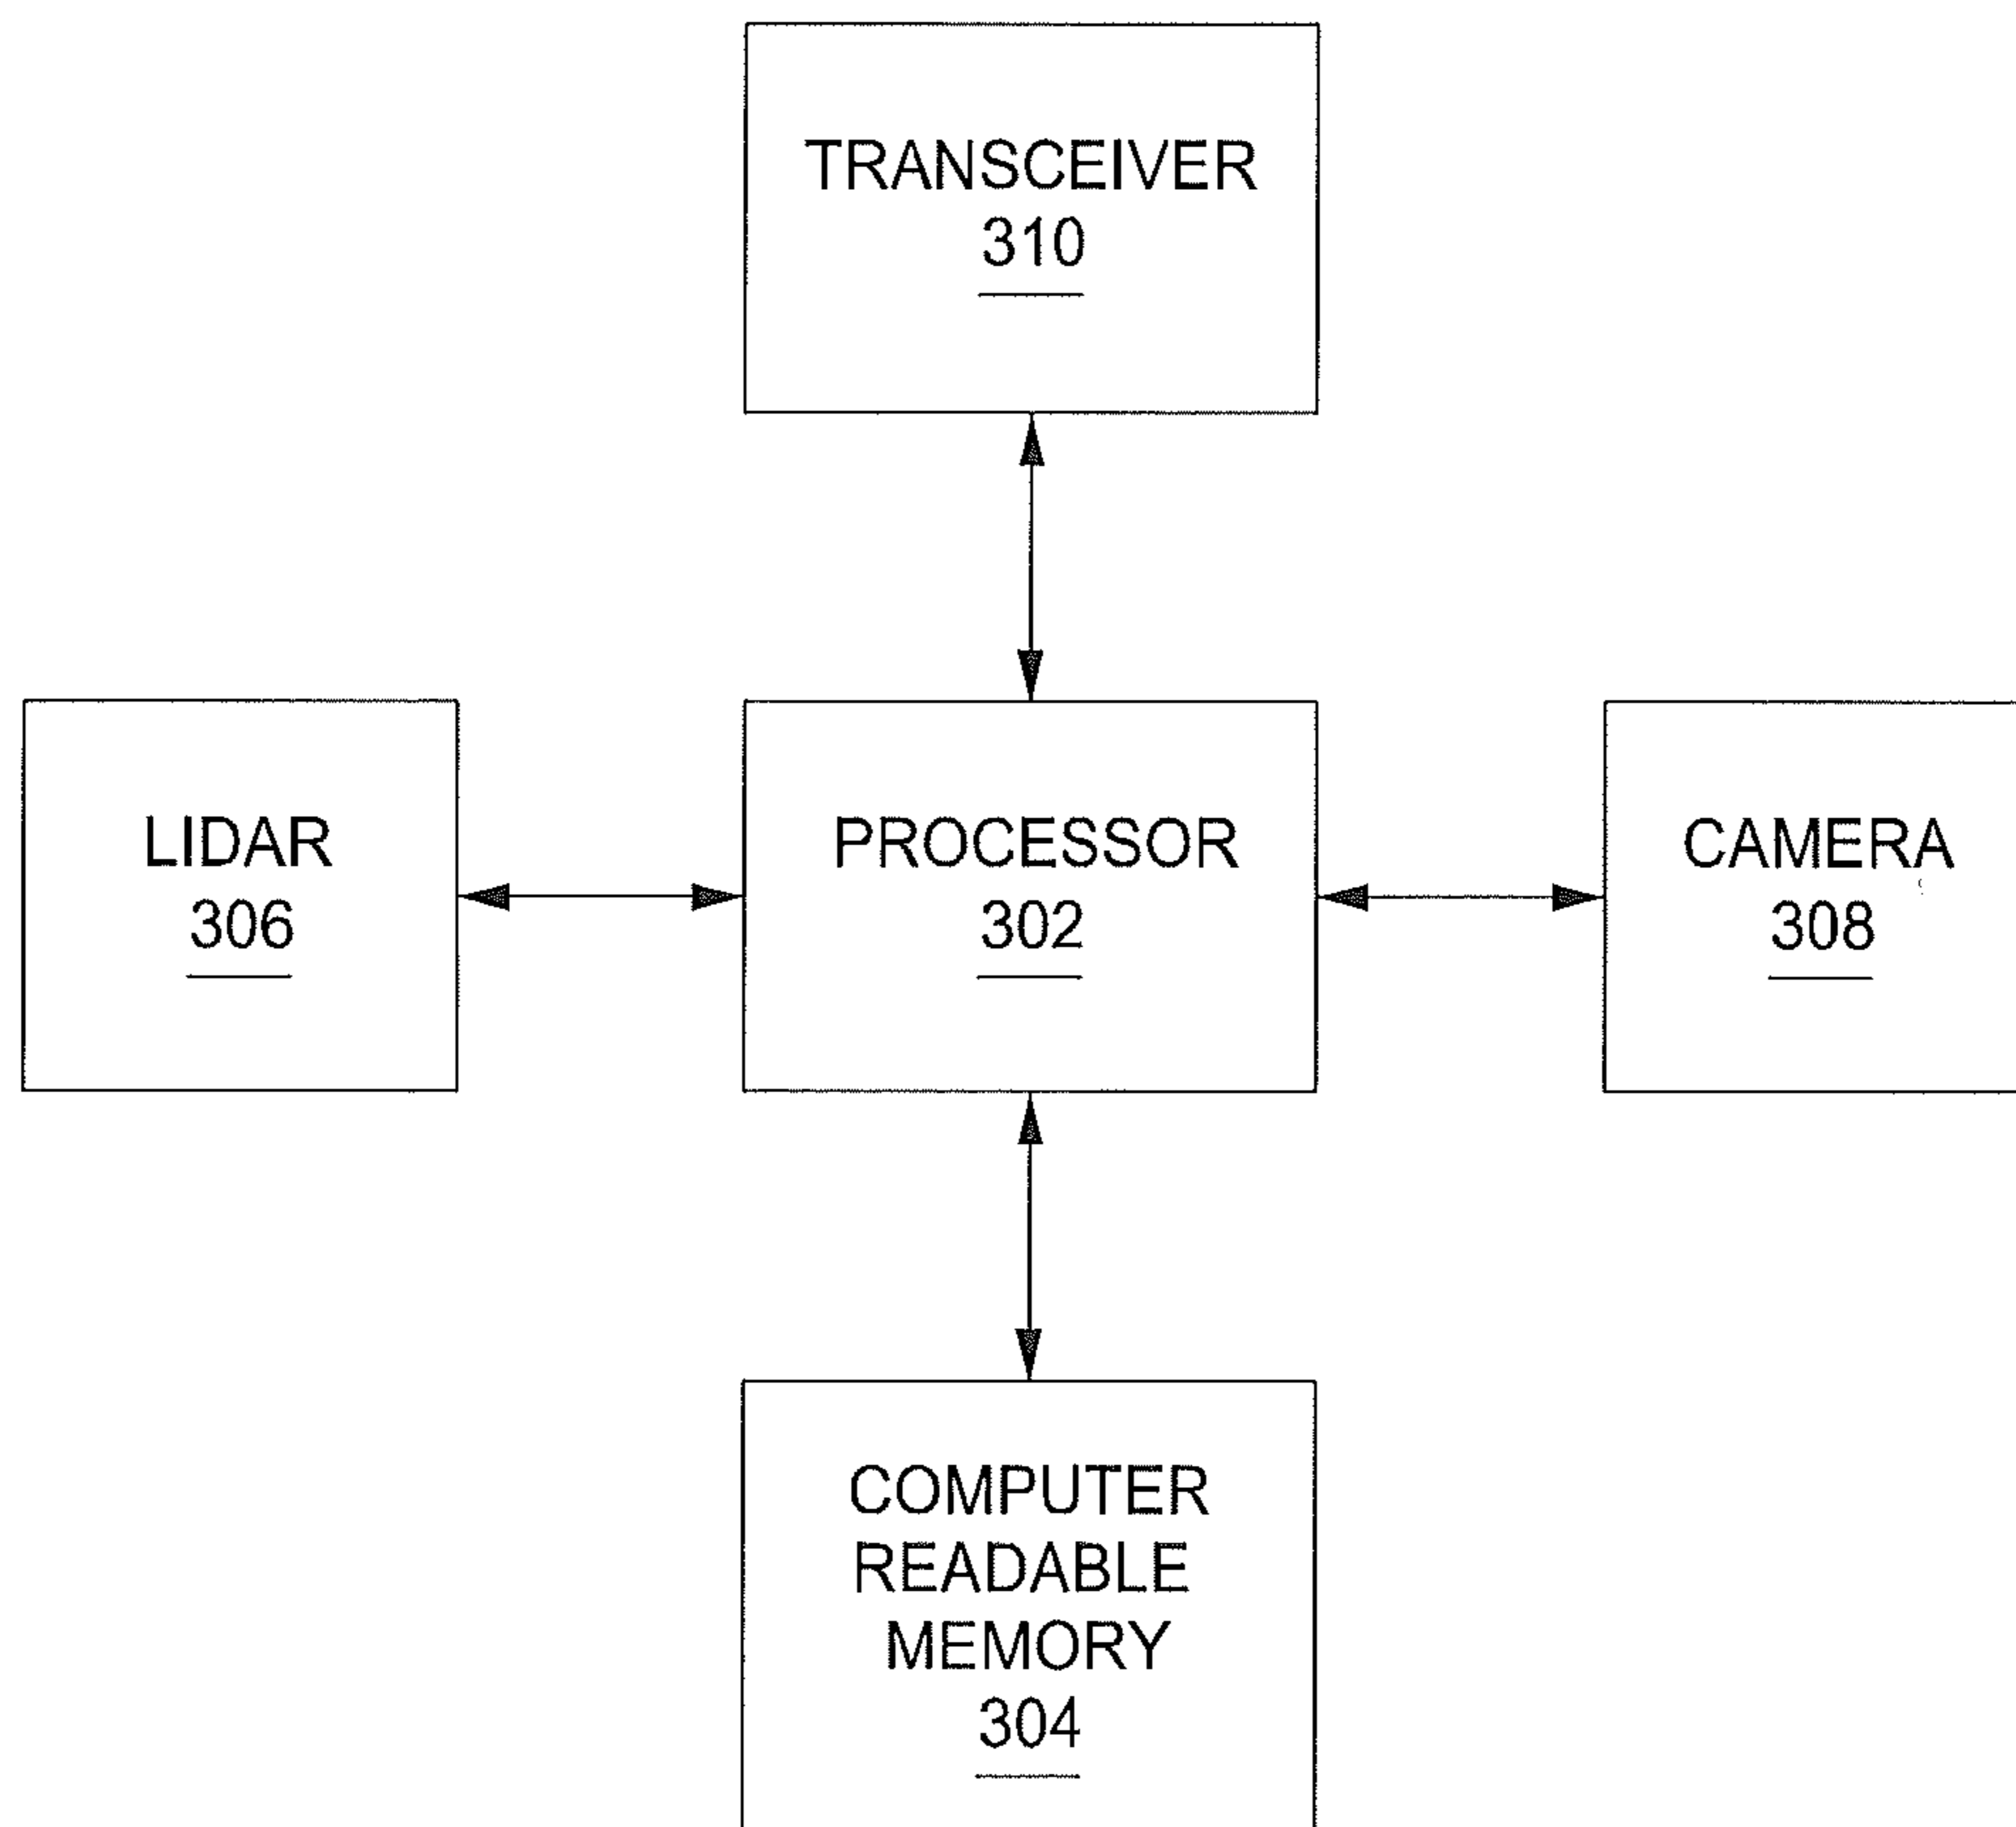 TRANSCEIVER
310
LIDAR
306
PROCESSOR
302
CAMERA
308
COMPUTER
READABLE
MEMORY
304